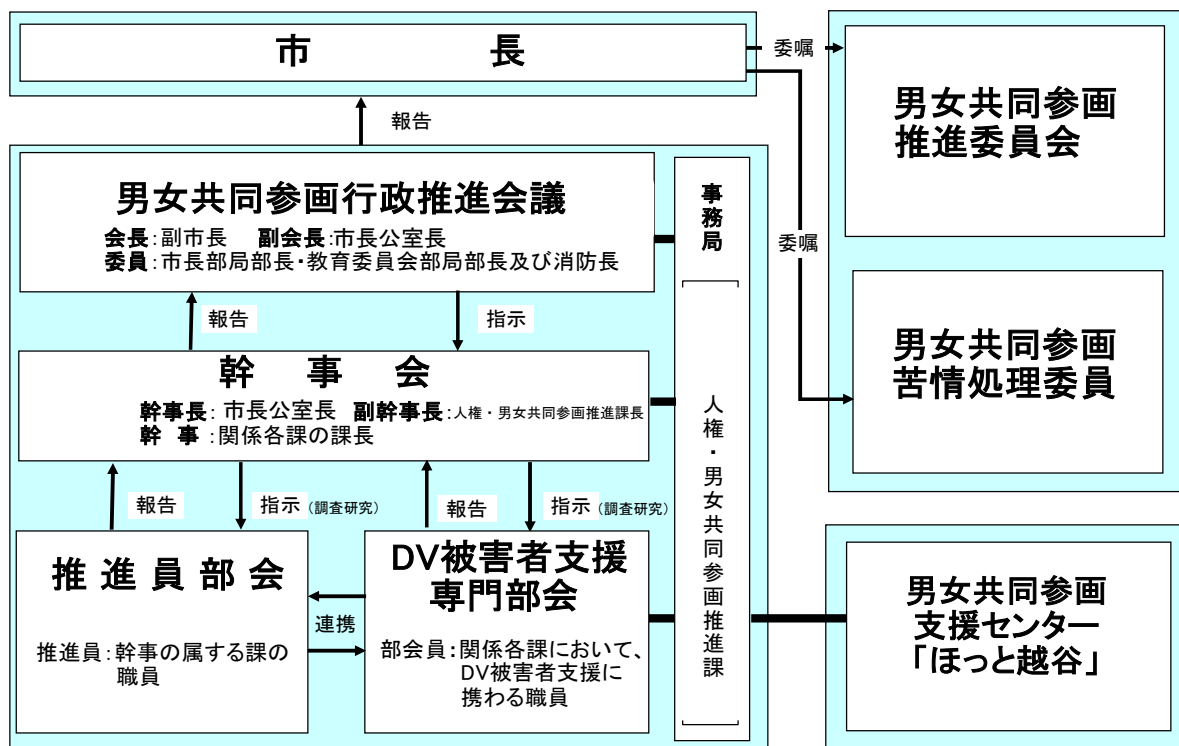 市長
委嘱
男女共同参画
推進委員会
報告
男女共同参画行政推進会議
会長：副市長 副会長：市長公室長
委員：市長部局部長・教育委員会部局部長及び消防長
事務局
委嘱
男女共同参画
苦情処理委員
報告
指示
幹事会
幹事長：市長公室長 副幹事長：人権・男女共同参画推進課長
幹事：関係各課の課長
人権・男女共同参画推進課
報告
指示（調査研究）
報告
指示（調査研究）
推進員部会
推進員：幹事の属する課の
職員
連携
DV被害者支援
専門部会
部会員：関係各課において、
DV被害者支援に
携わる職員
男女共同参画
支援センター
「ほっと越谷」